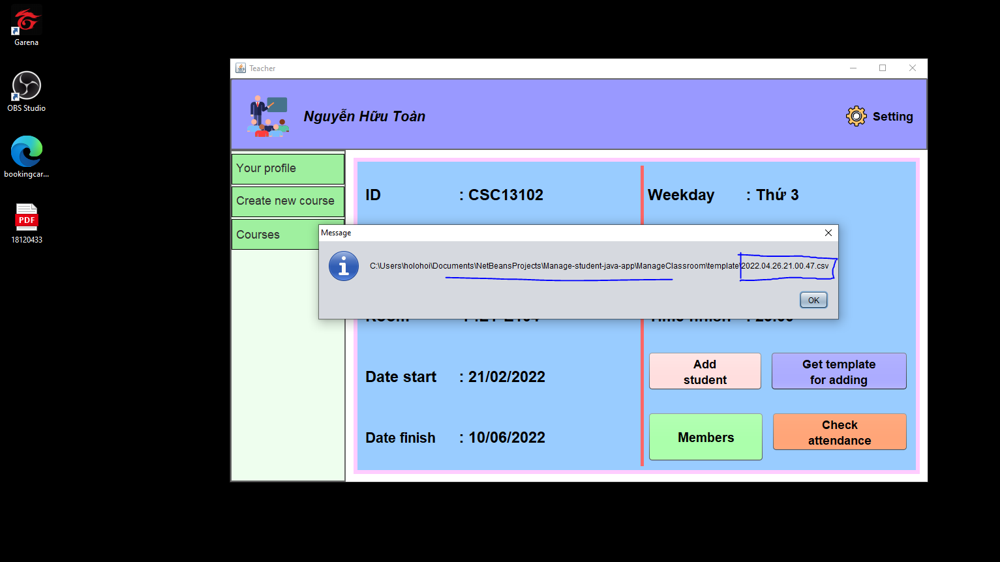 Garena
OBS Studio
bookingcar...
PDF
18120433
Teacher
Nguyễn Hữu Toàn
Setting
Your profile
Create new course
Courses
ID : CSC13102
Weekday : Thứ 3
Message
C:\Users\holohoi\Documents\NetBeansProjects\Manage-student-java-app\ManageClassroom\template\2022.04.26.21.00.47.csv
OK
Date start : 21/02/2022
Date finish : 10/06/2022
Add
student
Get template
for adding
Members
Check
attendance